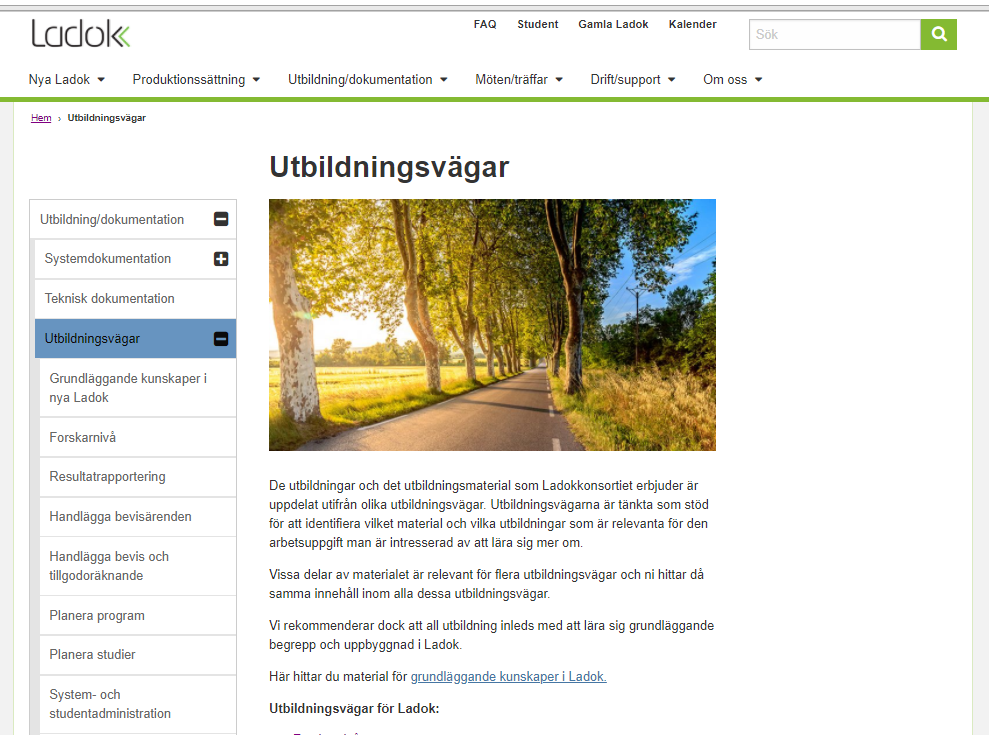 Ladok
FAQ Student Gamla Ladok Kalender
Sök
Nya Ladok Produktionssättning Utbildning/dokumentation Möten/träffar Drift/support Om oss
Hem › Utbildningsvägar
Utbildningsvägar
Utbildning/dokumentation
Systemdokumentation
Teknisk dokumentation
Utbildningsvägar
Grundläggande kunskaper i
nya Ladok
Forskarnivå
Resultatrapportering
Handlägga bevisärenden
Handlägga bevis och
tillgodoräknande
Planera program
Planera studier
System- och
studentadministration
De utbildningar och det utbildningsmaterial som Ladokkonsortiet erbjuder är
uppdelat utifrån olika utbildningsvägar. Utbildningsvägarna är tänkta som stöd
för att identifiera vilket material och vilka utbildningar som är relevanta för den
arbetsuppgift man är intresserad av att lära sig mer om.
Vissa delar av materialet är relevant för flera utbildningsvägar och ni hittar då
samma innehåll inom alla dessa utbildningsvägar.
Vi rekommenderar dock att all utbildning inleds med att lära sig grundläggande
begrepp och uppbyggnad i Ladok.
Här hittar du material för grundläggande kunskaper i Ladok.
Utbildningsvägar för Ladok: